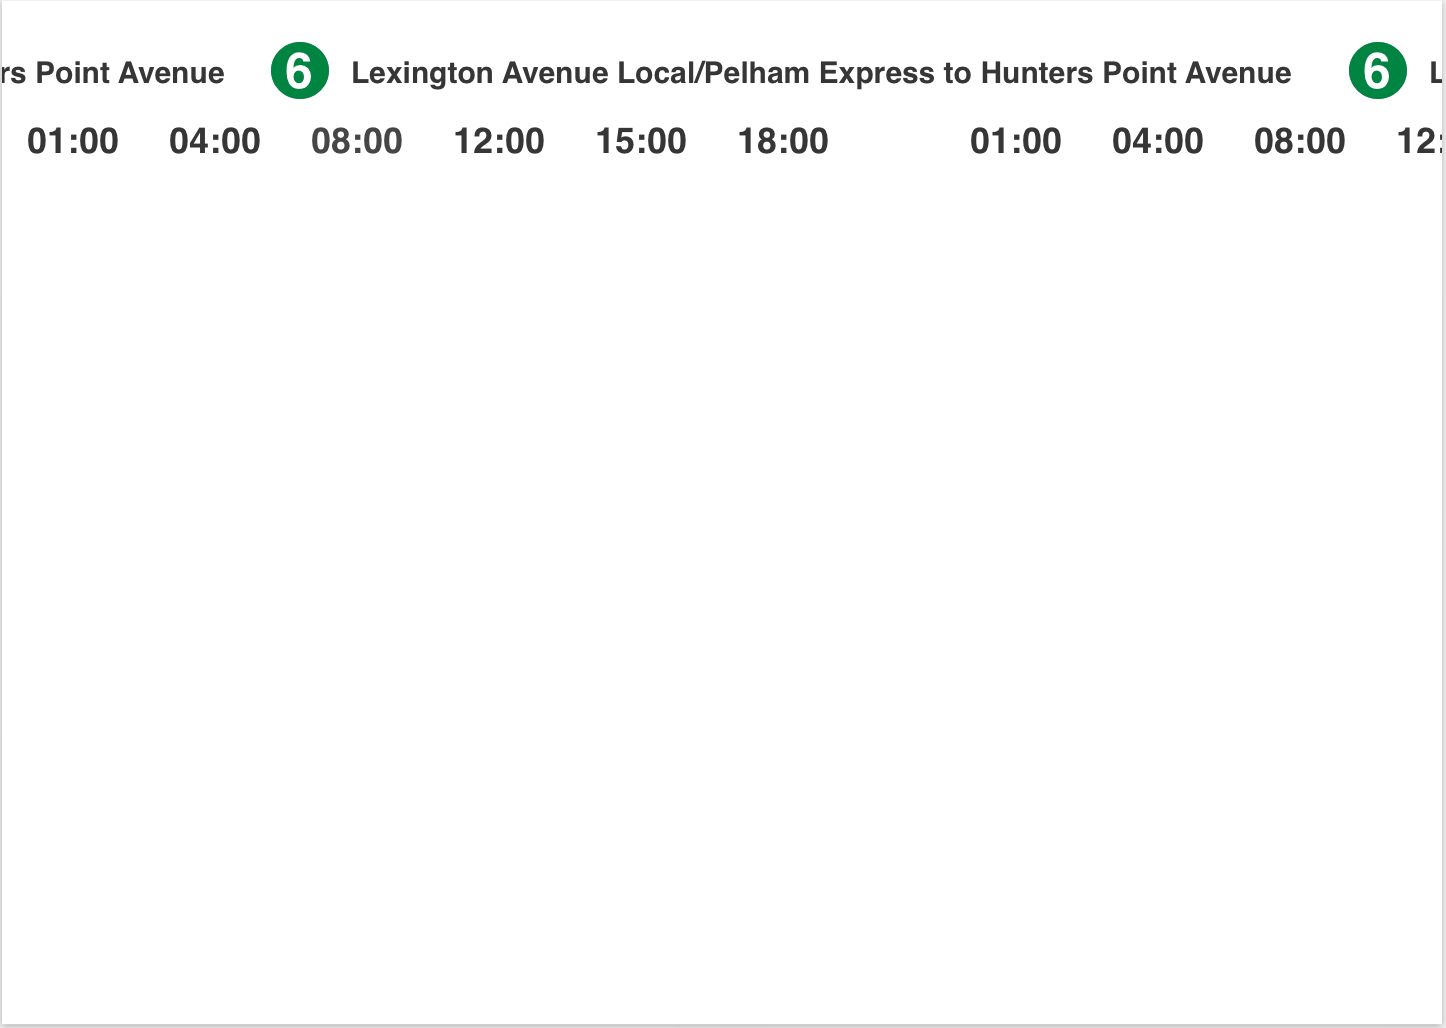 rs Point Avenue 6 Lexington Avenue Local/Pelham Express to Hunters Point Avenue 6 L
01:00 04:00 08:00 12:00 15:00 18:00 01:00 04:00 08:00 12: